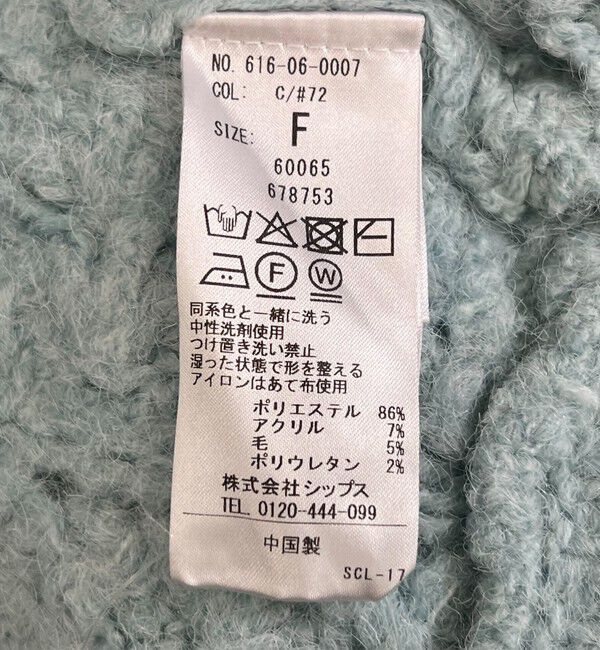 NO. 616-06-0007
COL: C/#72
SIZE: F
60065
678753
F W
同系色と一緒に洗う
中性洗剤使用
つけ置き洗い禁止
湿った状態で形を整える
アイロンはあて布使用
ポリエステル 86%
アクリル 7%
毛 5%
ポリウレタン 2%
株式会社シップス
TEL. 0120-444-099
中国製
SCL-17